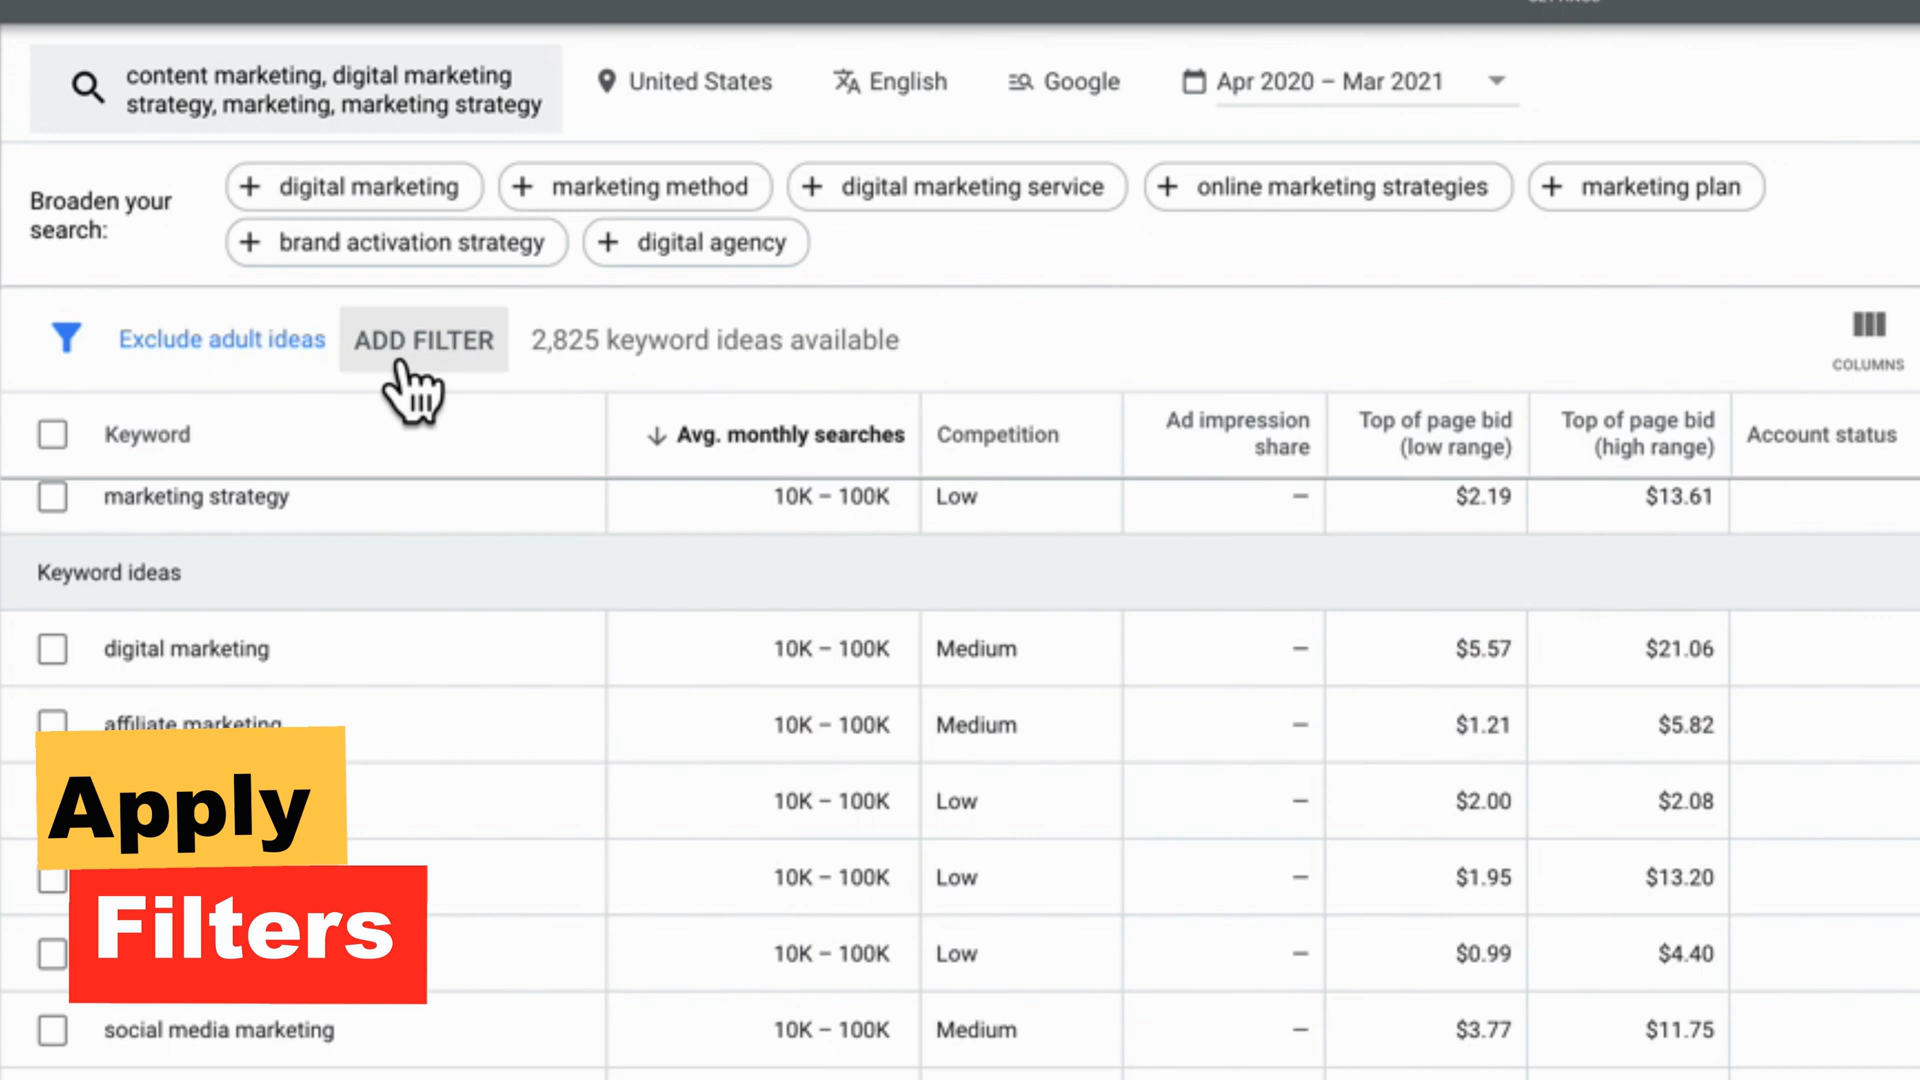 content marketing, digital marketing
strategy, marketing, marketing strategy
United States
English
Google
Apr 2020 – Mar 2021
Broaden your
search:
+ digital marketing
+ marketing method
+ digital marketing service
+ online marketing strategies
+ marketing plan
+ brand activation strategy
+ digital agency
Exclude adult ideas
ADD FILTER
2,825 keyword ideas available
COLUMNS
Keyword
Avg. monthly searches
Competition
Ad impression
share
Top of page bid
(low range)
Top of page bid
(high range)
Account status
marketing strategy 10K – 100K Low – $2.19 $13.61
Keyword ideas
digital marketing 10K – 100K Medium – $5.57 $21.06
affiliate marketing 10K – 100K Medium – $1.21 $5.82
10K – 100K Low – $2.00 $2.08
10K – 100K Low – $1.95 $13.20
10K – 100K Low – $0.99 $4.40
social media marketing 10K – 100K Medium – $3.77 $11.75
Apply
Filters